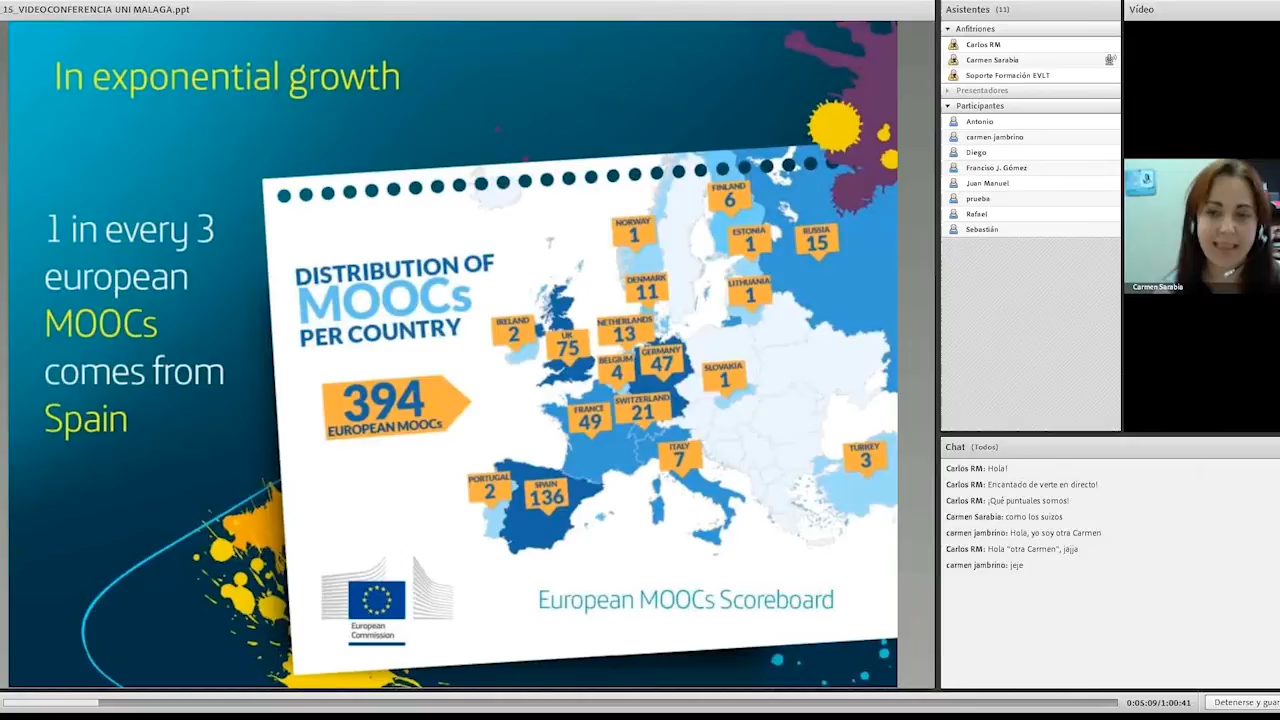 _15_VIDEOCONFERENCIA UNI MALAGA.ppt
In exponential growth
1 in every 3
european
MOOCs
comes from
Spain
DISTRIBUTION OF
MOOCs
PER COUNTRY
394
EUROPEAN MOOCs
FINLAND
6
NORWAY
1
ESTONIA
1
RUSSIA
15
DENMARK
11
LITHUANIA
1
IRELAND
2
UK
75
NETHERLANDS
13
BELGIUM
4
GERMANY
47
SLOVAKIA
1
FRANCE
49
SWITZERLAND
21
ITALY
7
TURKEY
3
PORTUGAL
2
SPAIN
136
European
Commission
European MOOCs Scoreboard
Asistentes (11)
Anfitriones
Carlos RM
Carmen Sarabia
Soporte Formación EVLT
Presentadores
Participantes
Antonio
carmen jambrino
Diego
Franciso J. Gómez
Juan Manuel
prueba
Rafael
Sebastián
Vídeo
Carmen Sarabia
Chat (Todos)
Carlos RM: Hola!
Carlos RM: Encantado de verte en directo!
Carlos RM: ¡Qué puntuales somos!
Carmen Sarabia: como los suizos
carmen jambrino: Hola, yo soy otra Carmen
Carlos RM: Hola "otra Carmen", jajja
carmen jambrino: jeje
0:05:09/1:00:41
Detenerse y guar